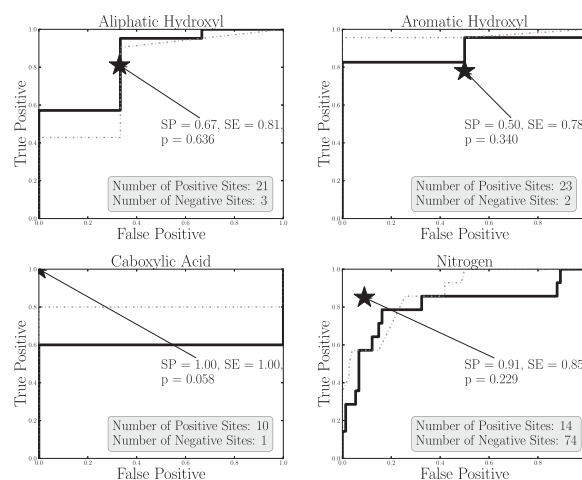 Aliphatic Hydroxyl
1.0
0.8
0.6
0.4
0.2
0.0
0.0 0.2 0.4 0.6 0.8 1.0
True Positive
False Positive
SP = 0.67, SE = 0.81,
p = 0.636
Number of Positive Sites: 21
Number of Negative Sites: 3
Aromatic Hydroxyl
1.0
0.8
0.6
0.4
0.2
0.0
0.0 0.2 0.4 0.6 0.8
True Positive
False Positive
SP = 0.50, SE = 0.78
p = 0.340
Number of Positive Sites: 23
Number of Negative Sites: 2
Caboxylic Acid
1.0
0.8
0.6
0.4
0.2
0.0
0.0 0.2 0.4 0.6 0.8 1.0
True Positive
False Positive
SP = 1.00, SE = 1.00,
p = 0.058
Number of Positive Sites: 10
Number of Negative Sites: 1
Nitrogen
1.0
0.8
0.6
0.4
0.2
0.0
0.0 0.2 0.4 0.6 0.8
True Positive
False Positive
SP = 0.91, SE = 0.85
p = 0.229
Number of Positive Sites: 14
Number of Negative Sites: 74